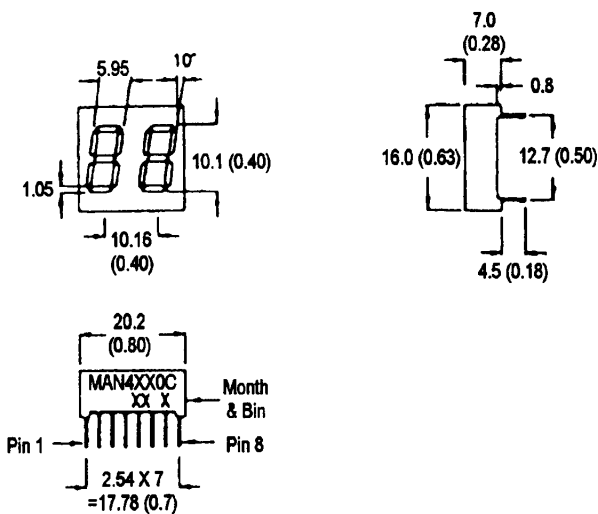 5.95
10˝
10.1 (0.40)
1.05
10.16
(0.40)
7.0
(0.28)
0.8
16.0 (0.63)
12.7 (0.50)
4.5 (0.18)
20.2
(0.80)
MAN4XX0C
XX X
Month
& Bin
Pin 1
Pin 8
2.54 X 7
=17.78 (0.7)